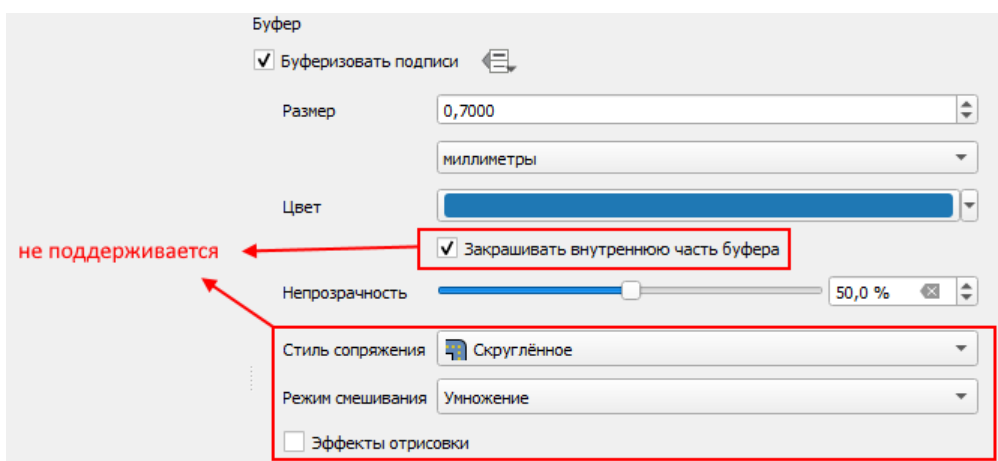 Буфер
Буферизовать подписи
Размер 0,7000
миллиметры
Цвет
не поддерживается Закрашивать внутреннюю часть буфера
Непрозрачность 50,0 %
Стиль сопряжения Скруглённое
Режим смешивания Умножение
Эффекты отрисовки